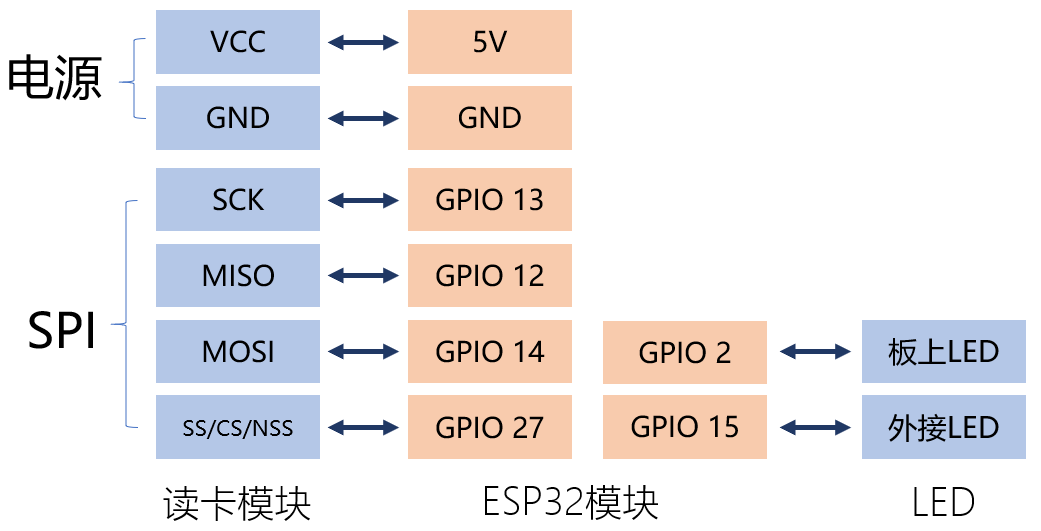 电源
VCC
5V
GND
GND
SPI
SCK
GPIO 13
MISO
GPIO 12
MOSI
GPIO 14
GPIO 2
板上LED
SS/CS/NSS
GPIO 27
GPIO 15
外接LED
读卡模块
ESP32模块
LED